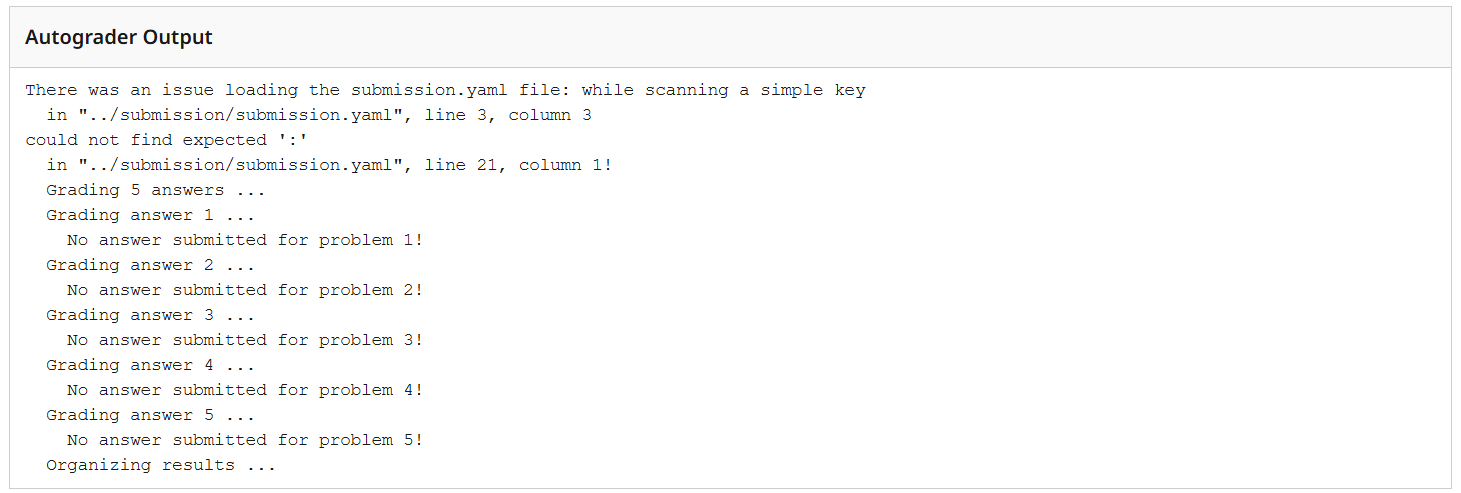 Autograder Output
There was an issue loading the submission.yaml file: while scanning a simple key
  in "../submission/submission.yaml", line 3, column 3
could not find expected ':'
  in "../submission/submission.yaml", line 21, column 1!
  Grading 5 answers ...
  Grading answer 1 ...
    No answer submitted for problem 1!
  Grading answer 2 ...
    No answer submitted for problem 2!
  Grading answer 3 ...
    No answer submitted for problem 3!
  Grading answer 4 ...
    No answer submitted for problem 4!
  Grading answer 5 ...
    No answer submitted for problem 5!
  Organizing results ...